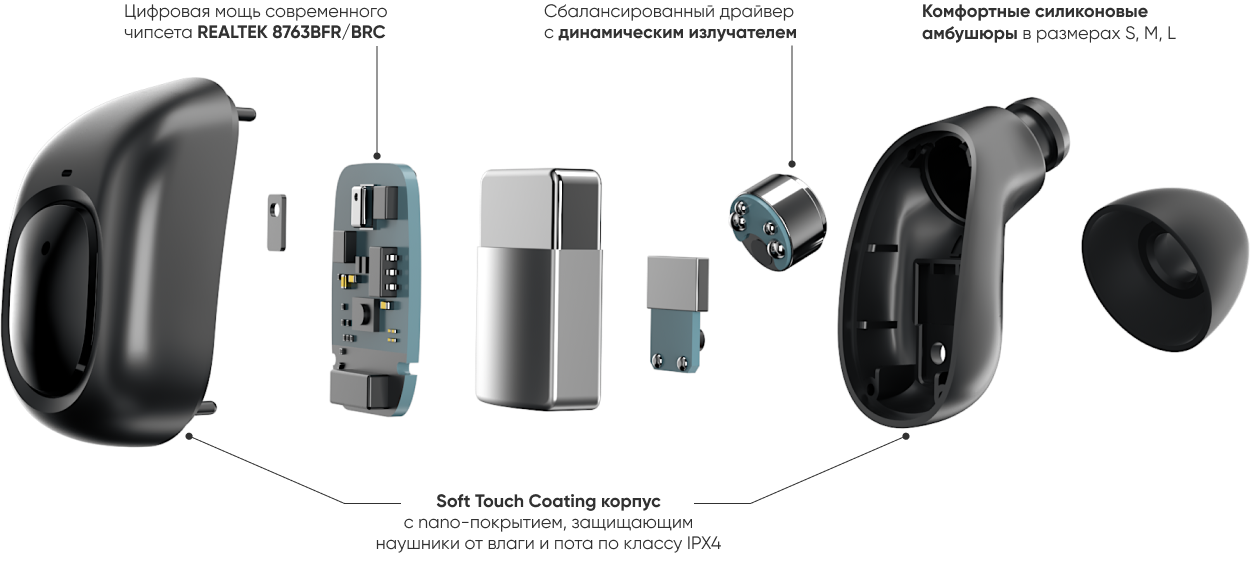 Цифровая мощь современного
чипсета REALTEK 8763BFR/BRC
Сбалансированный драйвер
с динамическим излучателем
Комфортные силиконовые
амбушюры в размерах S, M, L
Soft Touch Coating корпус
с nano-покрытием, защищающим
наушники от влаги и пота по классу IPX4